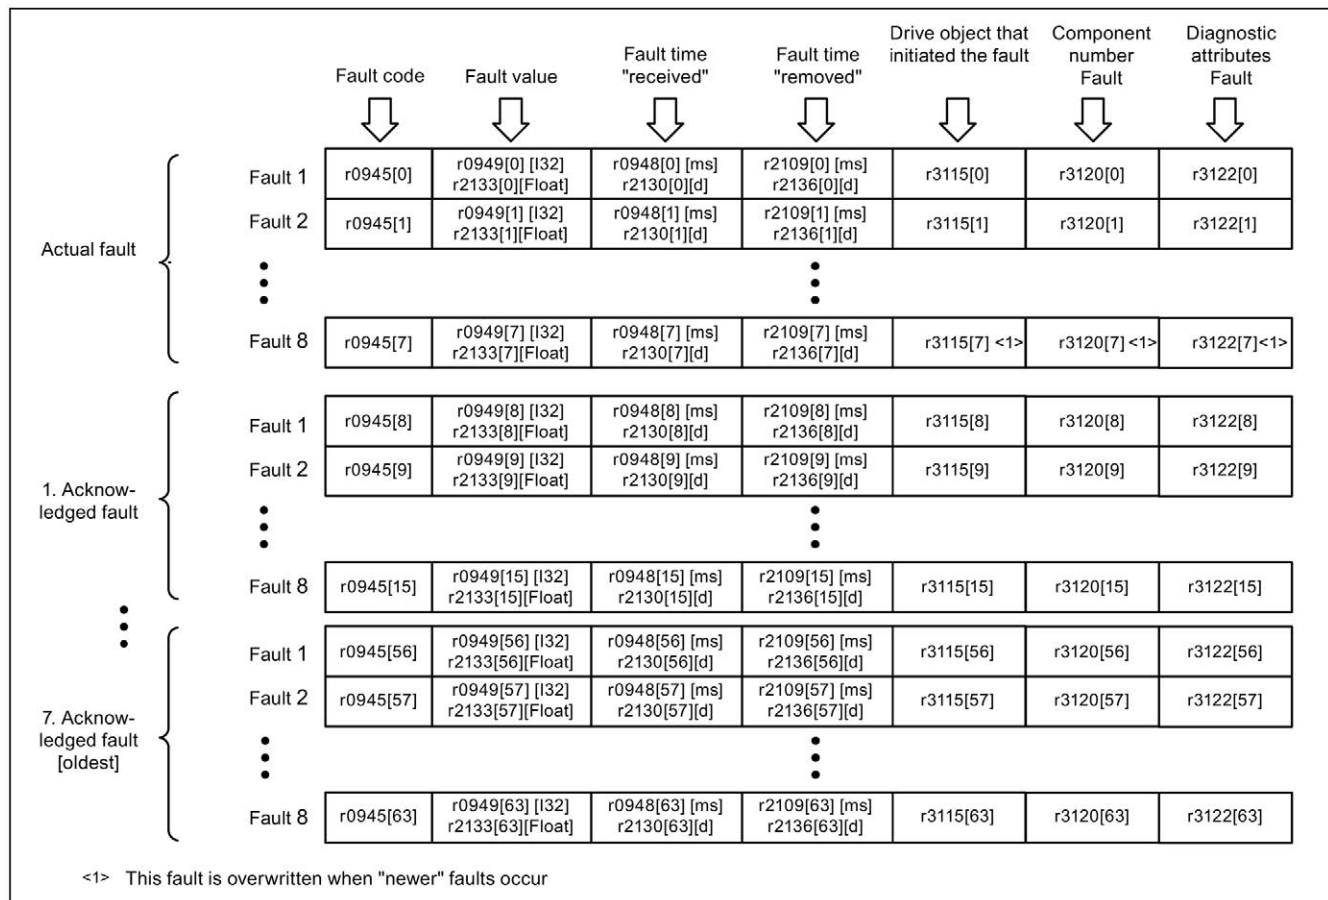 Fault code
Fault value
Fault time
"received"
Fault time
"removed"
Drive object that
initiated the fault
Component
number
Fault
Diagnostic
attributes
Fault
Actual fault
Fault 1
r0945[0]
r0949[0] [I32]
r2133[0][Float]
r0948[0] [ms]
r2130[0][d]
r2109[0] [ms]
r2136[0][d]
r3115[0]
r3120[0]
r3122[0]
Fault 2
r0945[1]
r0949[1] [I32]
r2133[1][Float]
r0948[1] [ms]
r2130[1][d]
r2109[1] [ms]
r2136[1][d]
r3115[1]
r3120[1]
r3122[1]
Fault 8
r0945[7]
r0949[7] [I32]
r2133[7][Float]
r0948[7] [ms]
r2130[7][d]
r2109[7] [ms]
r2136[7][d]
r3115[7] <1>
r3120[7] <1>
r3122[7]<1>
1. Acknow-
ledged fault
Fault 1
r0945[8]
r0949[8] [I32]
r2133[8][Float]
r0948[8] [ms]
r2130[8][d]
r2109[8] [ms]
r2136[8][d]
r3115[8]
r3120[8]
r3122[8]
Fault 2
r0945[9]
r0949[9] [I32]
r2133[9][Float]
r0948[9] [ms]
r2130[9][d]
r2109[9] [ms]
r2136[9][d]
r3115[9]
r3120[9]
r3122[9]
Fault 8
r0945[15]
r0949[15] [I32]
r2133[15][Float]
r0948[15] [ms]
r2130[15][d]
r2109[15] [ms]
r2136[15][d]
r3115[15]
r3120[15]
r3122[15]
7. Acknow-
ledged fault
[oldest]
Fault 1
r0945[56]
r0949[56] [I32]
r2133[56][Float]
r0948[56] [ms]
r2130[56][d]
r2109[56] [ms]
r2136[56][d]
r3115[56]
r3120[56]
r3122[56]
Fault 2
r0945[57]
r0949[57] [I32]
r2133[57][Float]
r0948[57] [ms]
r2130[57][d]
r2109[57] [ms]
r2136[57][d]
r3115[57]
r3120[57]
r3122[57]
Fault 8
r0945[63]
r0949[63] [I32]
r2133[63][Float]
r0948[63] [ms]
r2130[63][d]
r2109[63] [ms]
r2136[63][d]
r3115[63]
r3120[63]
r3122[63]
<1> This fault is overwritten when "newer" faults occur